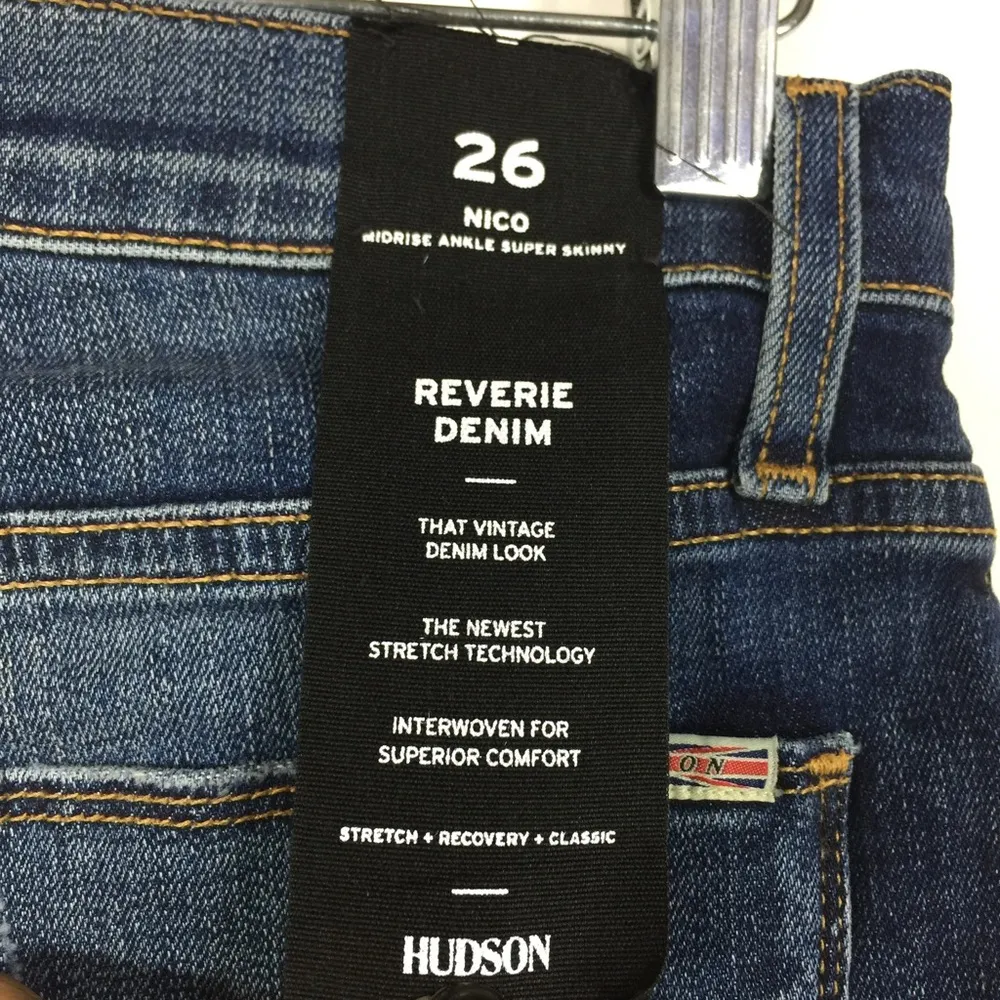 26
NICO
MIDRISE ANKLE SUPER SKINNY
REVERIE
DENIM
THAT VINTAGE
DENIM LOOK
THE NEWEST
STRETCH TECHNOLOGY
INTERWOVEN FOR
SUPERIOR COMFORT
ON
STRETCH + RECOVERY + CLASSIC
HUDSON